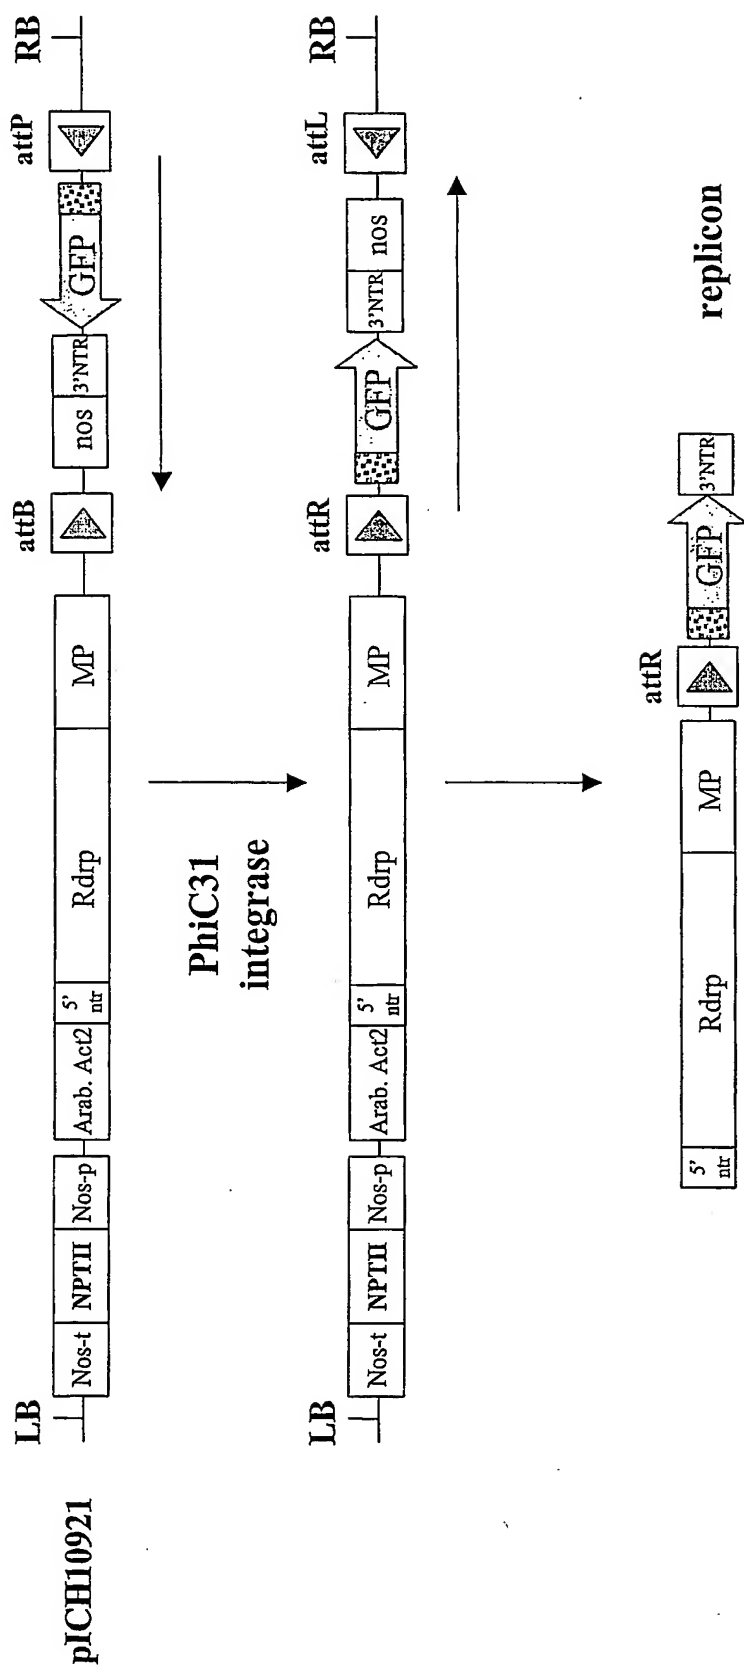 pICH10921
LB
Nos-t
NPTII
Nos-p
Arab. Act2
5'
ntr
Rdrp
MP
attB
nos
3'NTR
GFP
attP
RB
PhiC31
integrase
LB
Nos-t
NPTII
Nos-p
Arab. Act2
5'
ntr
Rdrp
MP
attR
GFP
3'NTR
nos
attL
RB
5'
ntr
Rdrp
MP
attR
GFP
3'NTR
replicon